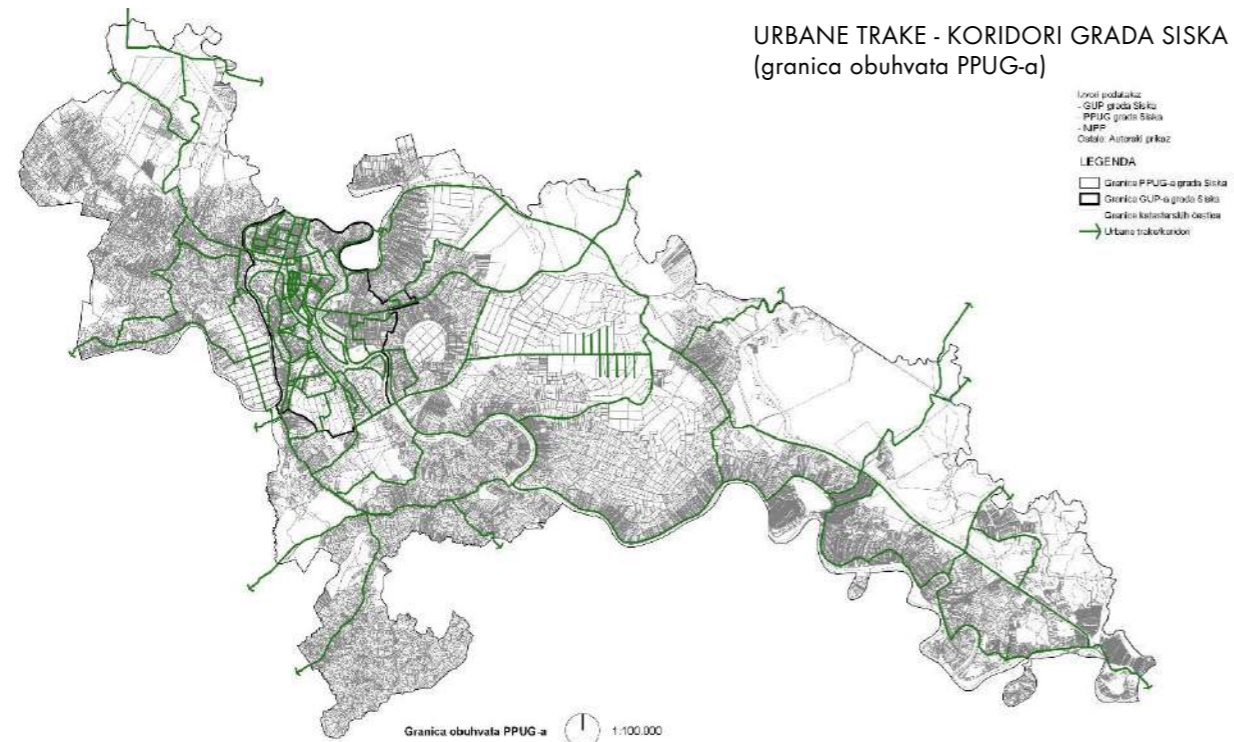 URBANE TRAKE - KORIDORI GRADA SISKA
(granica obuhvata PPUG-a)
Izvori podataka:
- GUP grada Siska
- PPUG grada Siska
- NIPP
Ostalo: Autorski prikaz
LEGENDA
Granica PPUG-a grada Siska
Granica GUP-a grada Siska
Granice katastarskih čestica
Urbane trake/koridori
Granica obuhvata PPUG-a
1:100.000